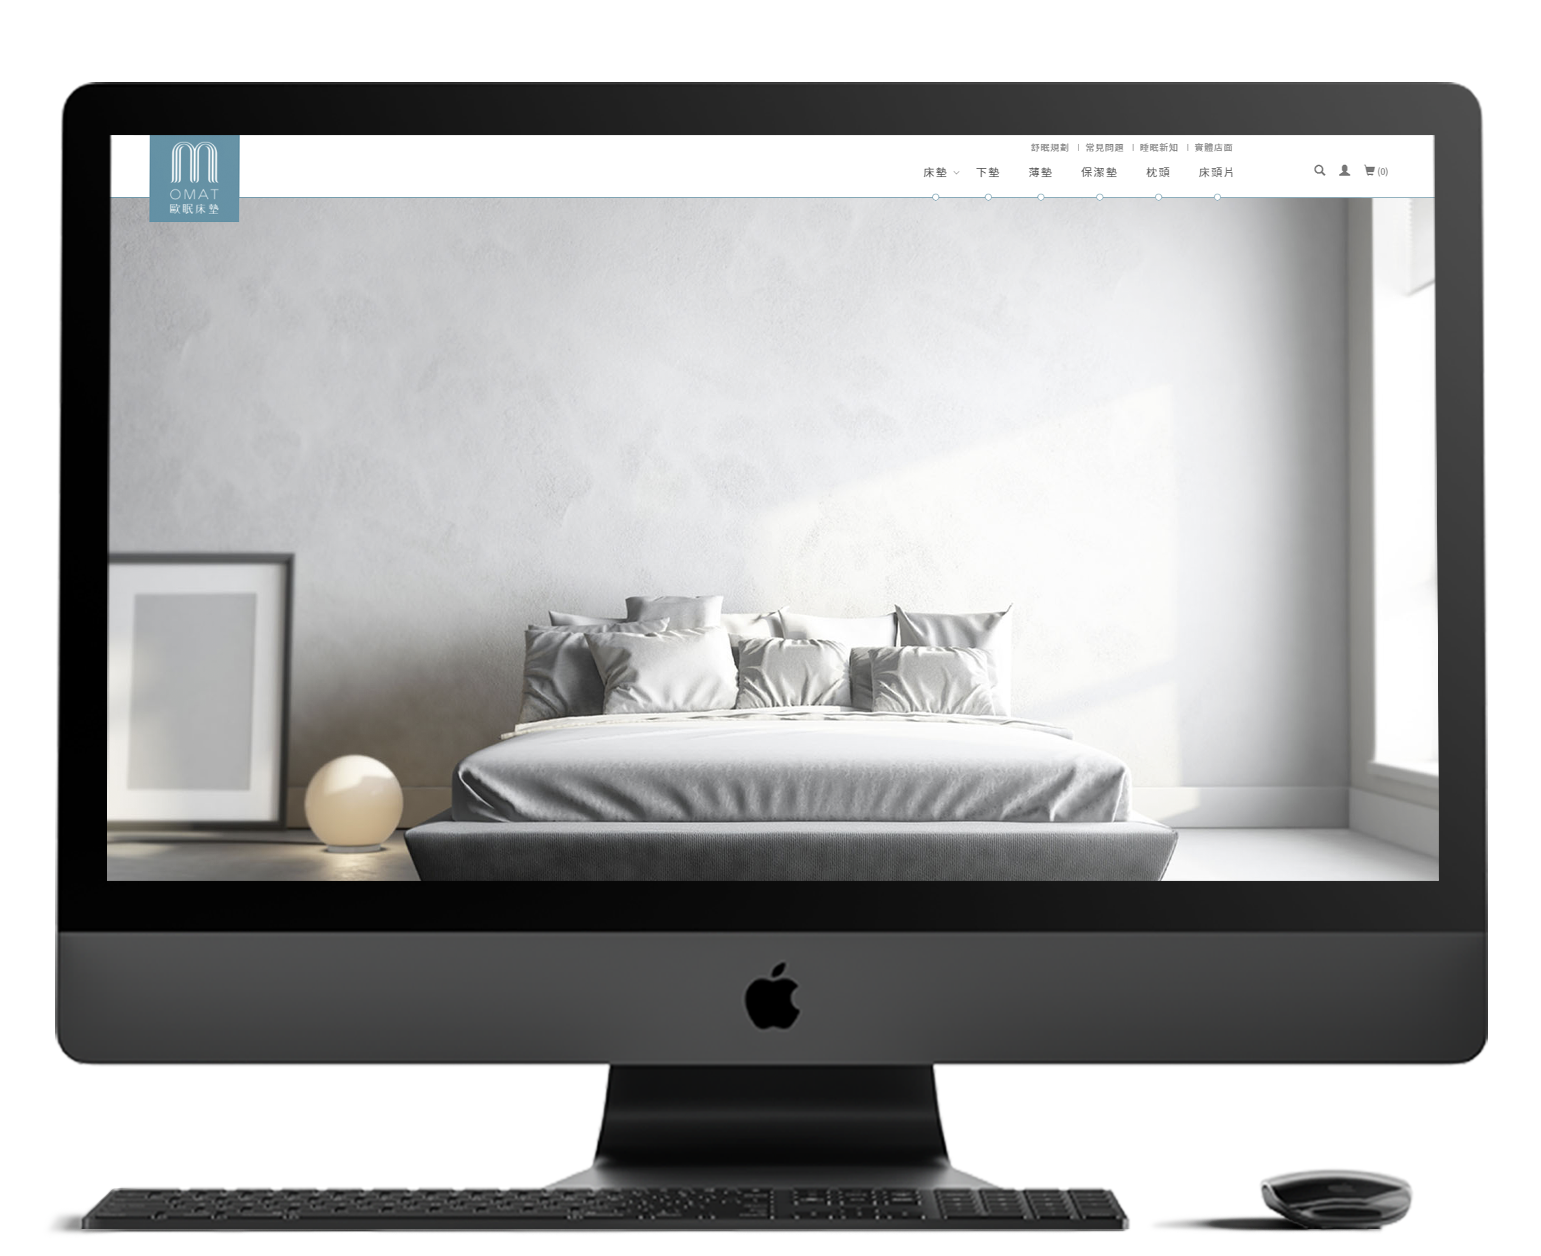 舒眠規劃 | 常見問題 | 睡眠新知 | 實體店面
床墊 下墊 薄墊 保潔墊 枕頭 床頭片 (0)
OMAT
歐眠床墊